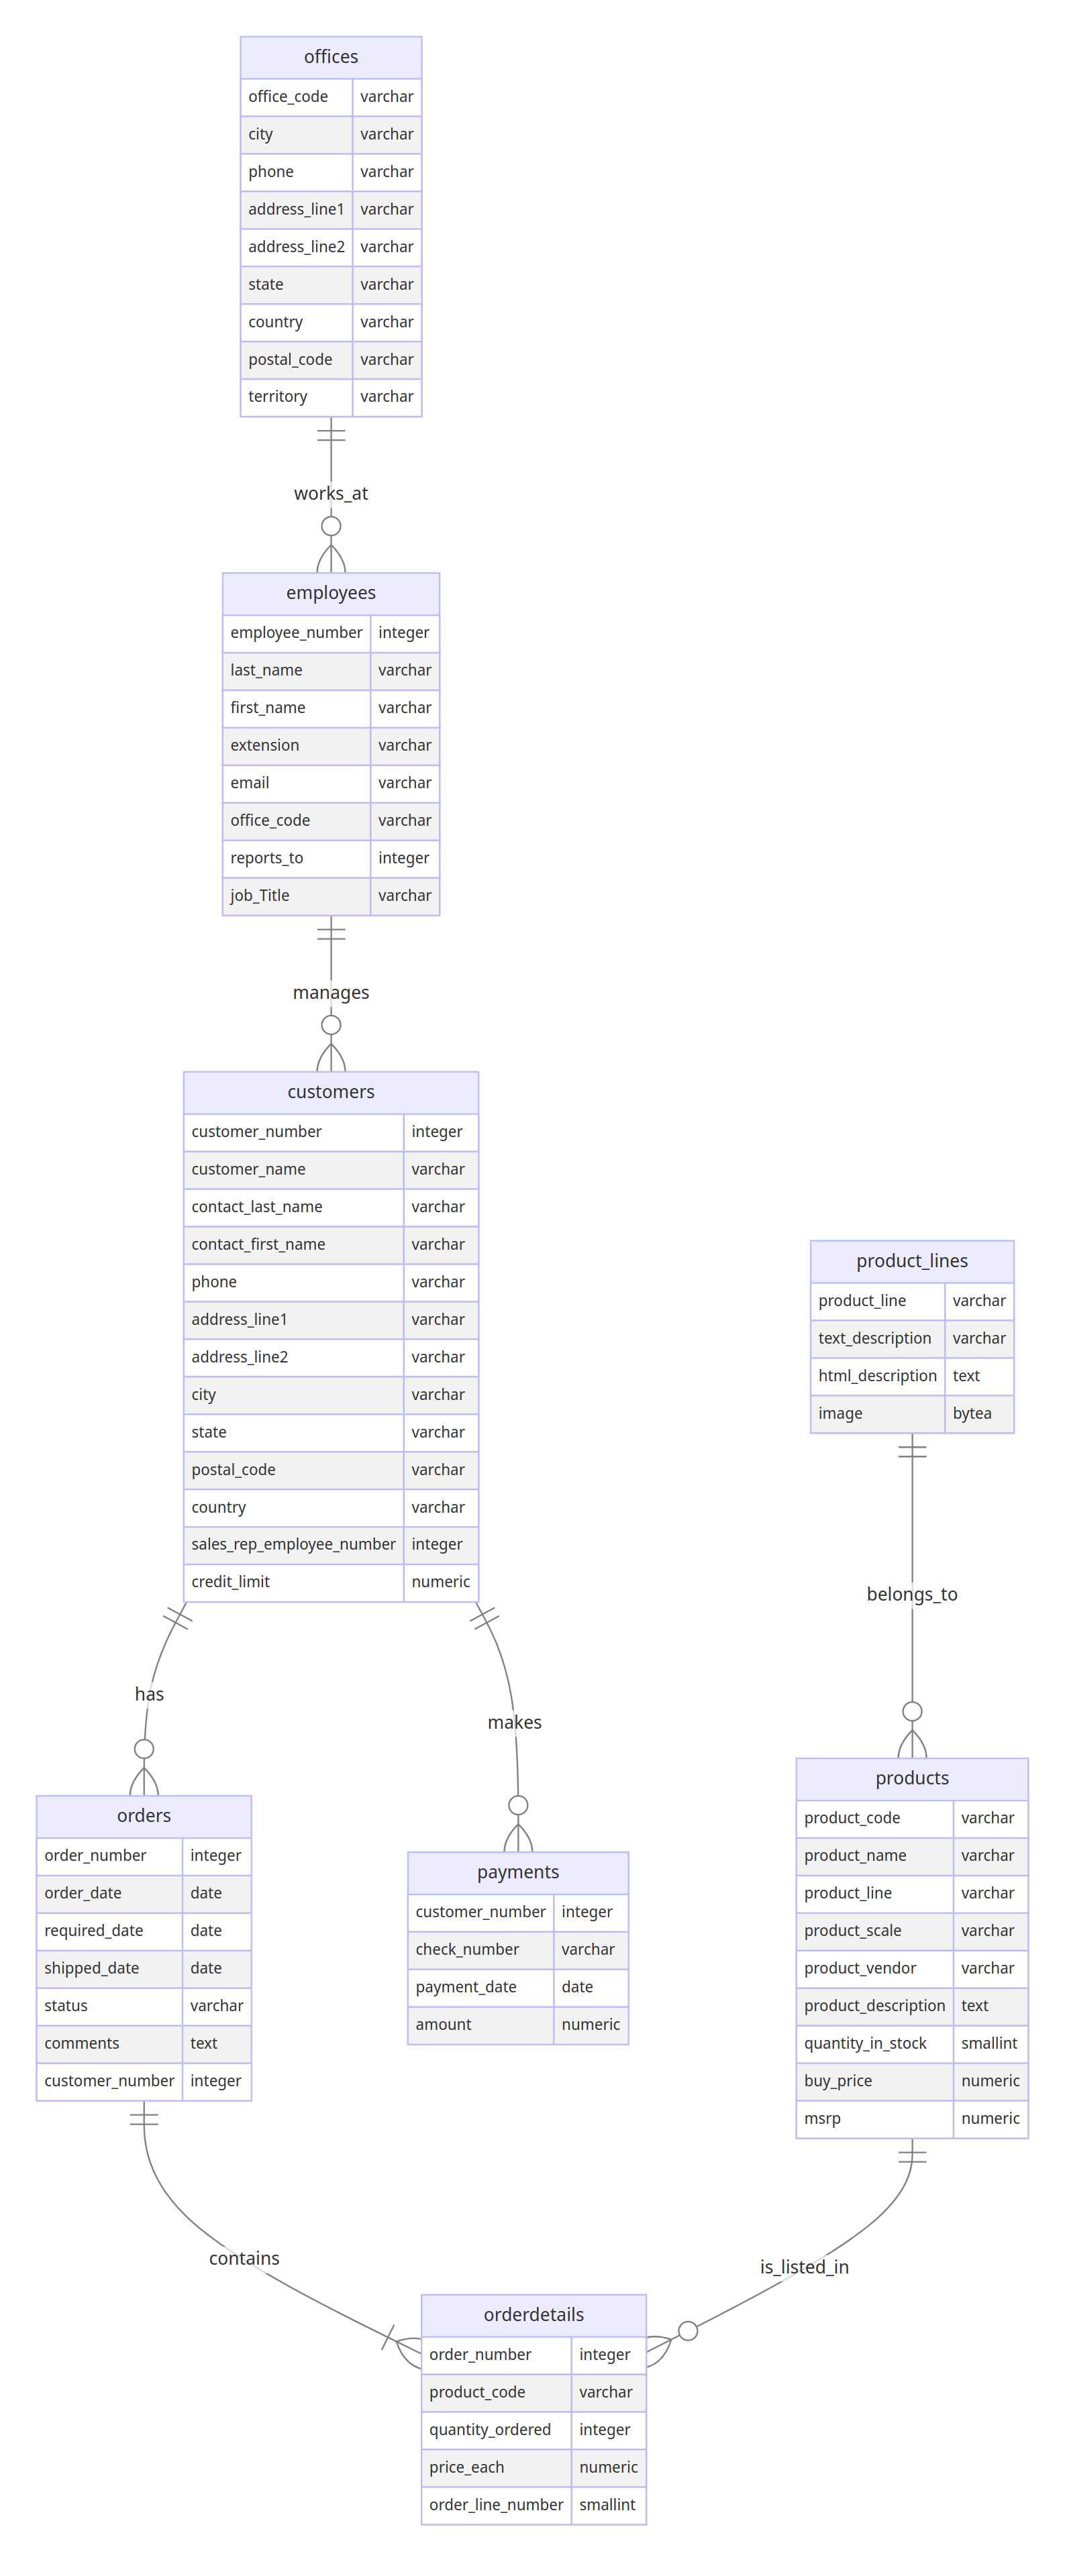 offices
office_code varchar
city varchar
phone varchar
address_line1 varchar
address_line2 varchar
state varchar
country varchar
postal_code varchar
territory varchar
works_at
employees
employee_number integer
last_name varchar
first_name varchar
extension varchar
email varchar
office_code varchar
reports_to integer
job_Title varchar
manages
customers
customer_number integer
customer_name varchar
contact_last_name varchar
contact_first_name varchar
phone varchar
address_line1 varchar
address_line2 varchar
city varchar
state varchar
postal_code varchar
country varchar
sales_rep_employee_number integer
credit_limit numeric
product_lines
product_line varchar
text_description varchar
html_description text
image bytea
belongs_to
has
makes
orders
order_number integer
order_date date
required_date date
shipped_date date
status varchar
comments text
customer_number integer
payments
customer_number integer
check_number varchar
payment_date date
amount numeric
products
product_code varchar
product_name varchar
product_line varchar
product_scale varchar
product_vendor varchar
product_description text
quantity_in_stock smallint
buy_price numeric
msrp numeric
contains
is_listed_in
orderdetails
order_number integer
product_code varchar
quantity_ordered integer
price_each numeric
order_line_number smallint